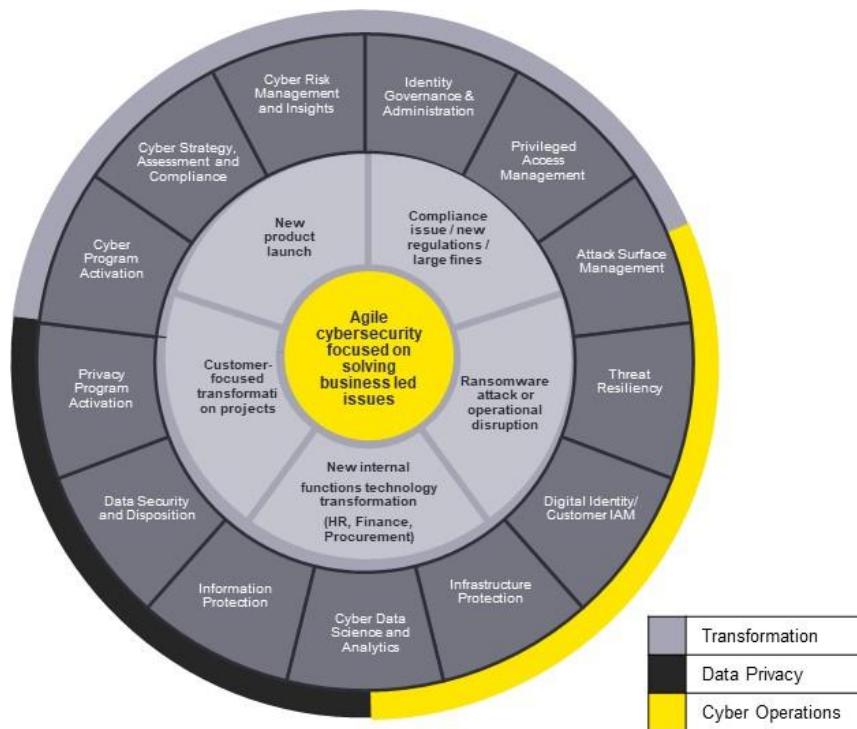 Cyber Risk
Management
and Insights
Identity
Governance &
Administration
Privileged
Access
Management
Attack Surface
Management
Threat
Resiliency
Digital Identity/
Customer IAM
Infrastructure
Protection
Cyber Data
Science and
Analytics
Information
Protection
Data Security
and Disposition
Privacy
Program
Activation
Cyber
Program
Activation
Cyber Strategy,
Assessment and
Compliance
New
product
launch
Compliance
issue / new
regulations /
large fines
Ransomware
attack or
operational
disruption
New internal
functions technology
transformation
(HR, Finance,
Procurement)
Customer-
focused
transformati
on projects
Agile
cybersecurity
focused on
solving
business led
issues
Transformation
Data Privacy
Cyber Operations